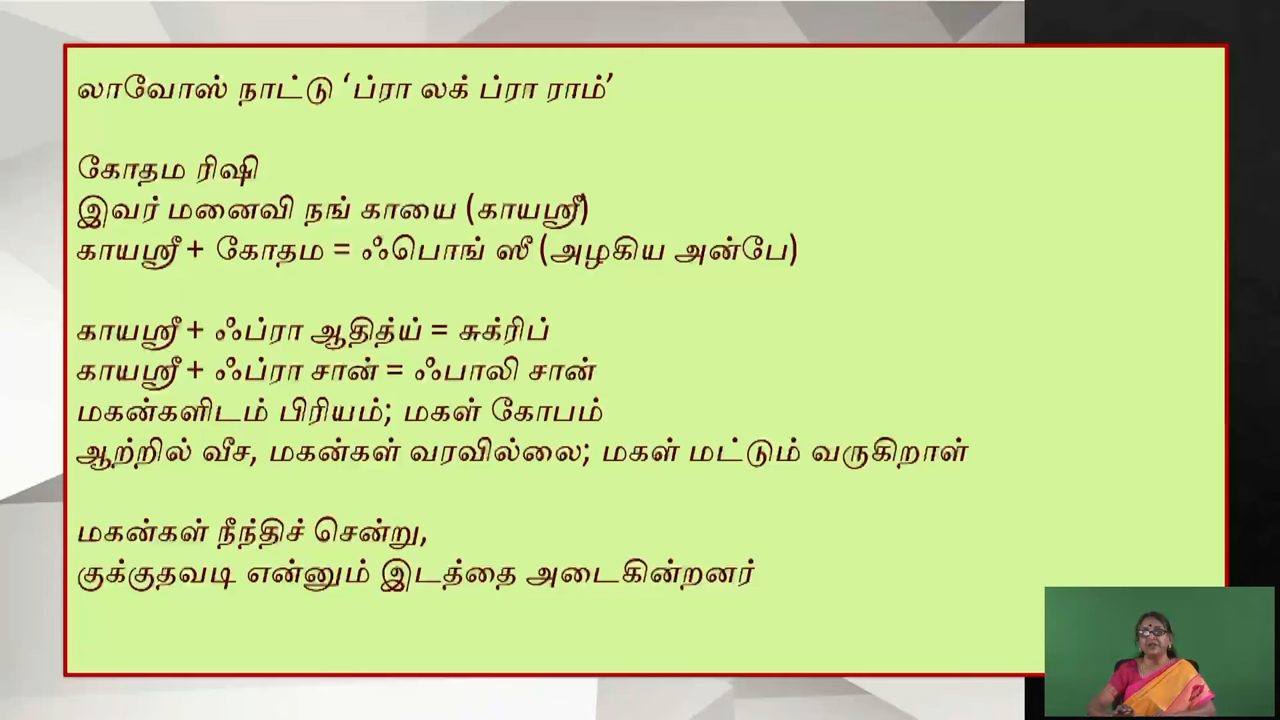 லாவோஸ் நாட்டு ‘ப்ரா லக் ப்ரா ராம்’
கோதம ரிஷி
இவர் மனைவி நங் காயை (காயஸ்ரீ)
காயஸ்ரீ + கோதம = ஃபொங் ஸீ (அழகிய அன்பே)
காயஸ்ரீ + ஃப்ரா ஆதித்ய் = சுக்ரிப்
காயஸ்ரீ + ஃப்ரா சான் = ஃபாலி சான்
மகன்களிடம் பிரியம்; மகள் கோபம்
ஆற்றில் வீச, மகன்கள் வரவில்லை; மகள் மட்டும் வருகிறாள்
மகன்கள் நீந்திச் சென்று,
குக்குதவடி என்னும் இடத்தை அடைகின்றனர்